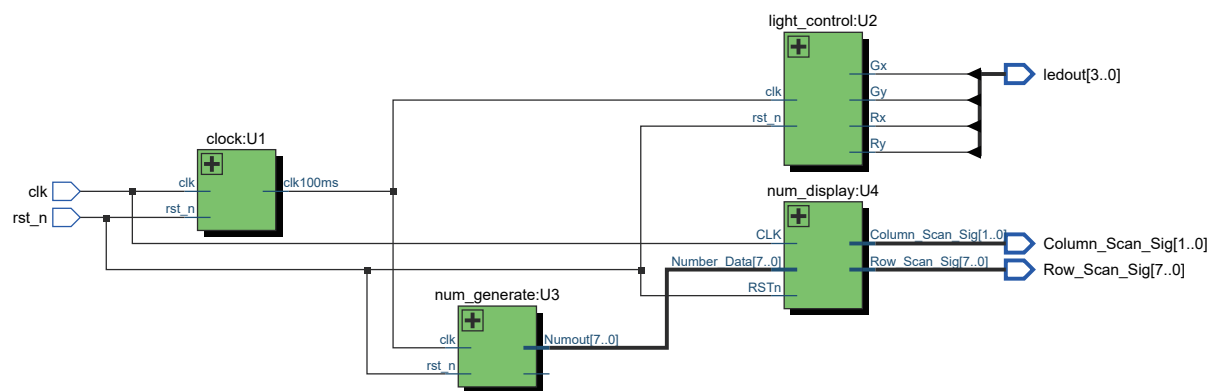 light_control:U2
Gx
Gy
Rx
Ry
clk
rst_n
ledout[3..0]
clock:U1
clk
rst_n
clk100ms
clk
rst_n
num_display:U4
CLK
Number_Data[7..0]
RSTn
Column_Scan_Sig[1..0]
Row_Scan_Sig[7..0]
Column_Scan_Sig[1..0]
Row_Scan_Sig[7..0]
num_generate:U3
clk
rst_n
Numout[7..0]